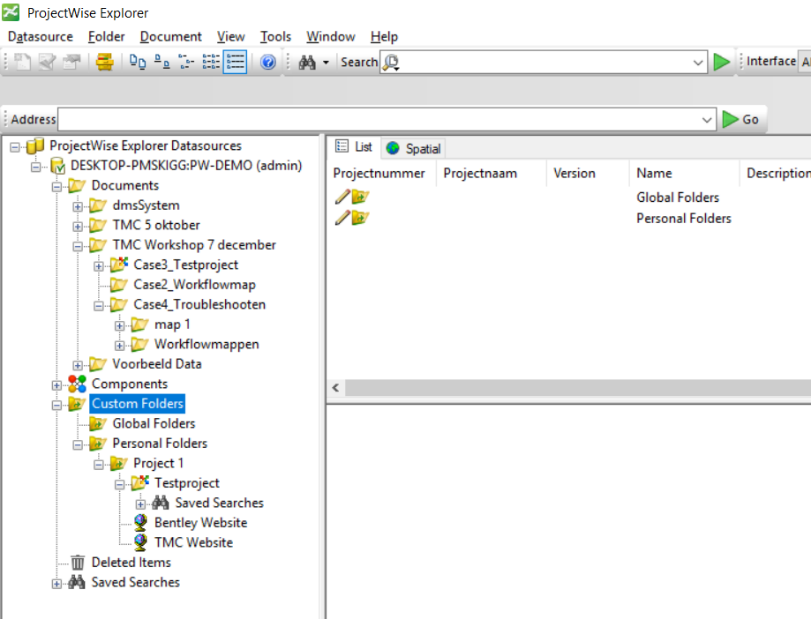 ProjectWise Explorer
Datasource Folder Document View Tools Window Help
Search Interface
Address Go
ProjectWise Explorer Datasources
DESKTOP-PMSKIGG:PW-DEMO (admin)
Documents
dmsSystem
TMC 5 oktober
TMC Workshop 7 december
Case3_Testproject
Case2_Workflowmap
Case4_Troubleshooten
map 1
Workflowmappen
Voorbeeld Data
Components
Custom Folders
Global Folders
Personal Folders
Project 1
Testproject
Saved Searches
Bentley Website
TMC Website
Deleted Items
Saved Searches
List Spatial
Projectnummer Projectnaam Version Name Description
Global Folders
Personal Folders